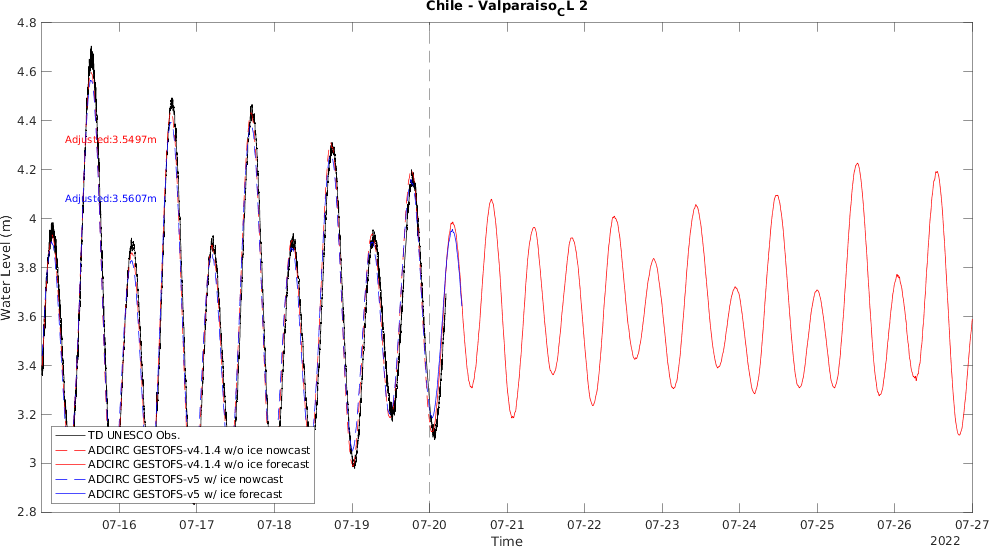 Chile - ValparaisoCL 2
4.8
4.6
4.4
4.2
4
3.8
3.6
3.4
3.2
3
2.8
Water Level (m)
Adjusted:3.5497m
Adjusted:3.5607m
TD UNESCO Obs.
ADCIRC GESTOFS-v4.1.4 w/o ice nowcast
ADCIRC GESTOFS-v4.1.4 w/o ice forecast
ADCIRC GESTOFS-v5 w/ ice nowcast
ADCIRC GESTOFS-v5 w/ ice forecast
07-16 07-17 07-18 07-19 07-20 07-21 07-22 07-23 07-24 07-25 07-26 07-27
Time
2022